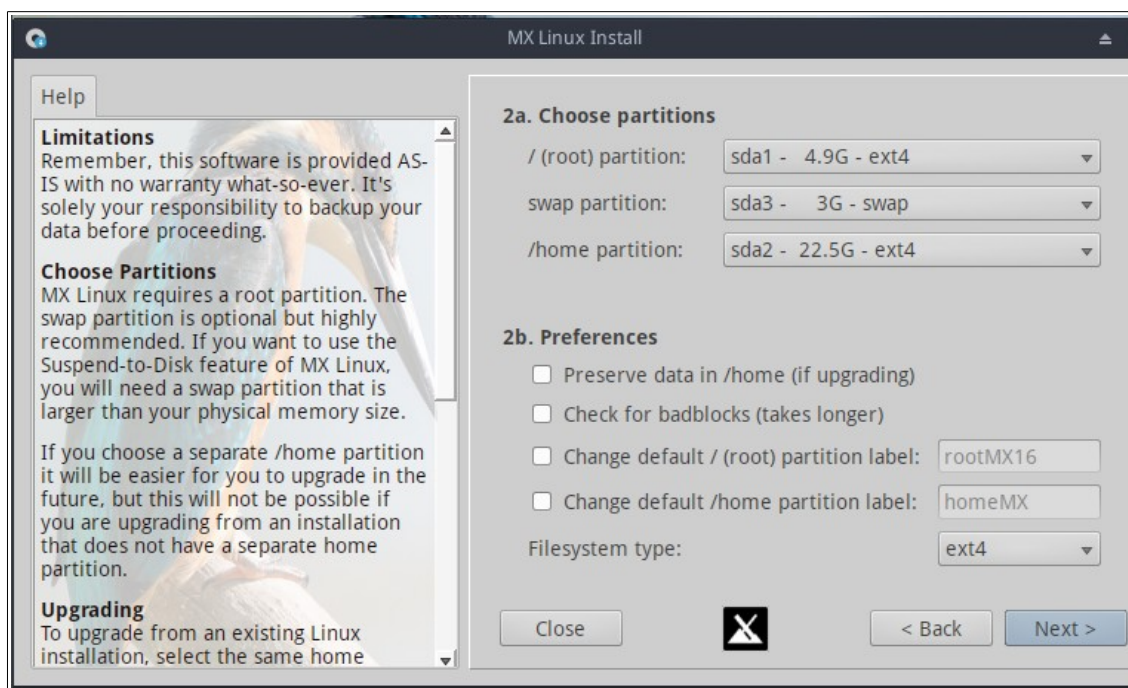 MX Linux Install
Help
Limitations
Remember, this software is provided AS-
IS with no warranty what-so-ever. It's
solely your responsibility to backup your
data before proceeding.
Choose Partitions
MX Linux requires a root partition. The
swap partition is optional but highly
recommended. If you want to use the
Suspend-to-Disk feature of MX Linux,
you will need a swap partition that is
larger than your physical memory size.
If you choose a separate /home partition
it will be easier for you to upgrade in the
future, but this will not be possible if
you are upgrading from an installation
that does not have a separate home
partition.
Upgrading
To upgrade from an existing Linux
installation, select the same home
2a. Choose partitions
/ (root) partition: sda1 - 4.9G - ext4
swap partition: sda3 - 3G - swap
/home partition: sda2 - 22.5G - ext4
2b. Preferences
Preserve data in /home (if upgrading)
Check for badblocks (takes longer)
Change default / (root) partition label: rootMX16
Change default /home partition label: homeMX
Filesystem type: ext4
Close < Back Next >